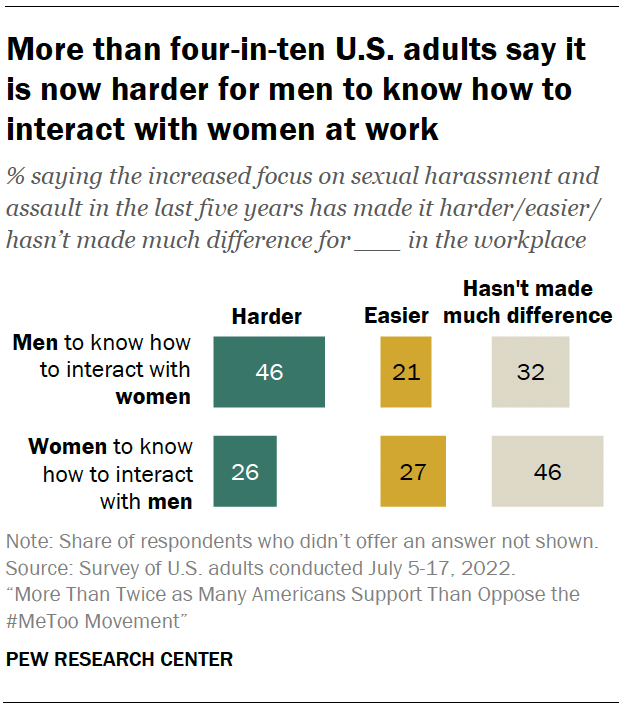 More than four-in-ten U.S. adults say it
is now harder for men to know how to
interact with women at work
% saying the increased focus on sexual harassment and
assault in the last five years has made it harder/easier/
hasn’t made much difference for ___ in the workplace
Harder
Easier
Hasn't made
much difference
Men to know how
to interact with
women
46
21
32
Women to know
how to interact
with men
26
27
46
Note: Share of respondents who didn’t offer an answer not shown.
Source: Survey of U.S. adults conducted July 5-17, 2022.
“More Than Twice as Many Americans Support Than Oppose the
#MeToo Movement”
PEW RESEARCH CENTER